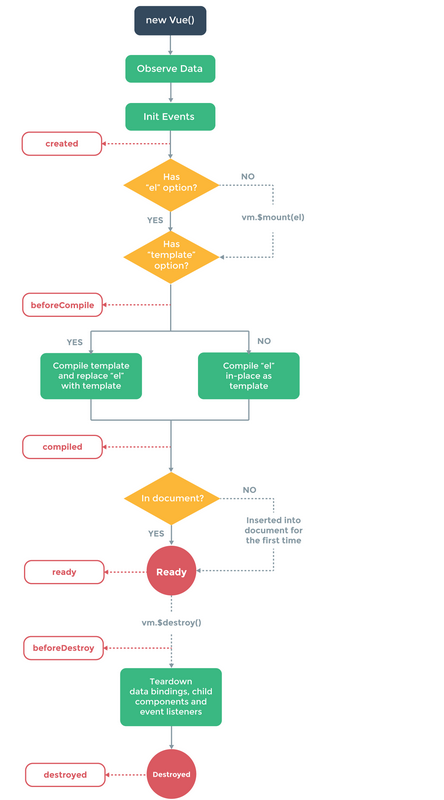 new Vue()
Observe Data
Init Events
created
Has
"el" option?
NO
vm.$mount(el)
YES
Has
"template"
option?
beforeCompile
YES
NO
Compile template
and replace "el"
with template
Compile "el"
in-place as
template
compiled
In document?
NO
Inserted into
document for
the first time
YES
ready
Ready
vm.$destroy()
beforeDestroy
Teardown
data bindings, child
components and
event listeners
destroyed
Destroyed